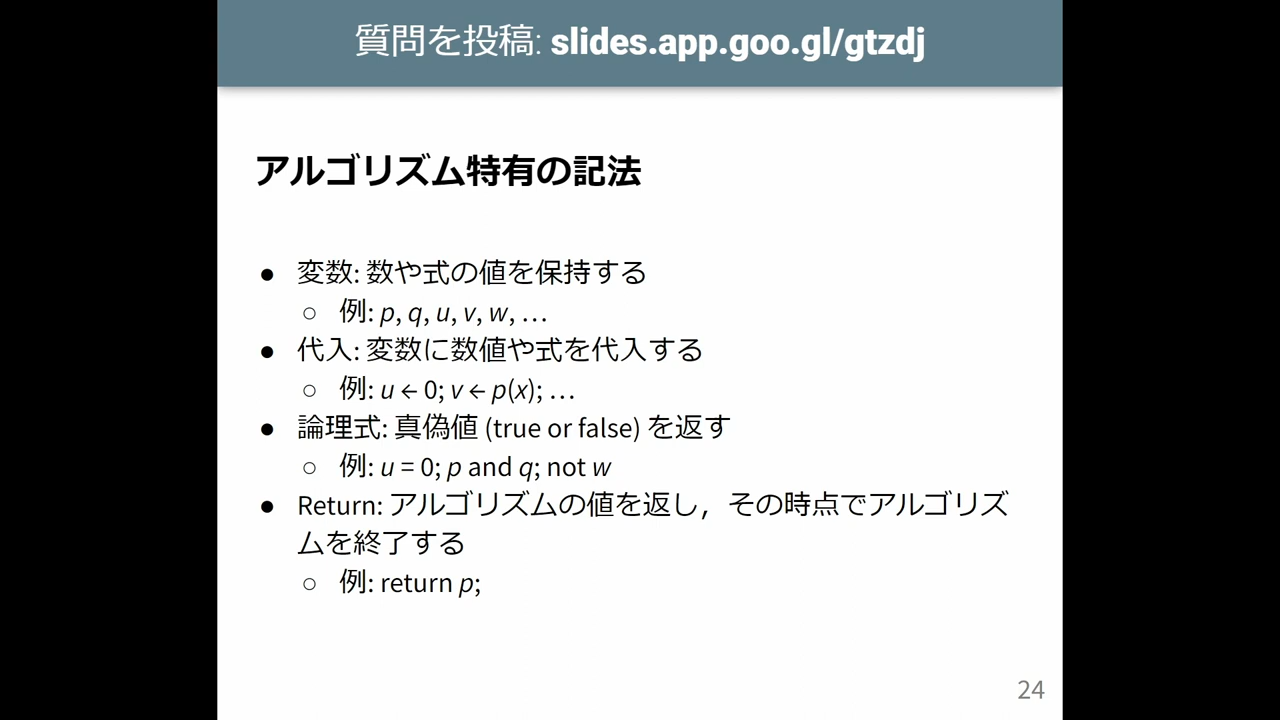 質問を投稿: slides.app.goo.gl/gtzdj
アルゴリズム特有の記法
● 変数: 数や式の値を保持する
○ 例: p, q, u, v, w, …
● 代入: 変数に数値や式を代入する
○ 例: u ← 0; v ← p(x); …
● 論理式: 真偽値 (true or false) を返す
○ 例: u = 0; p and q; not w
● Return: アルゴリズムの値を返し，その時点でアルゴリズ
ムを終了する
○ 例: return p;
24